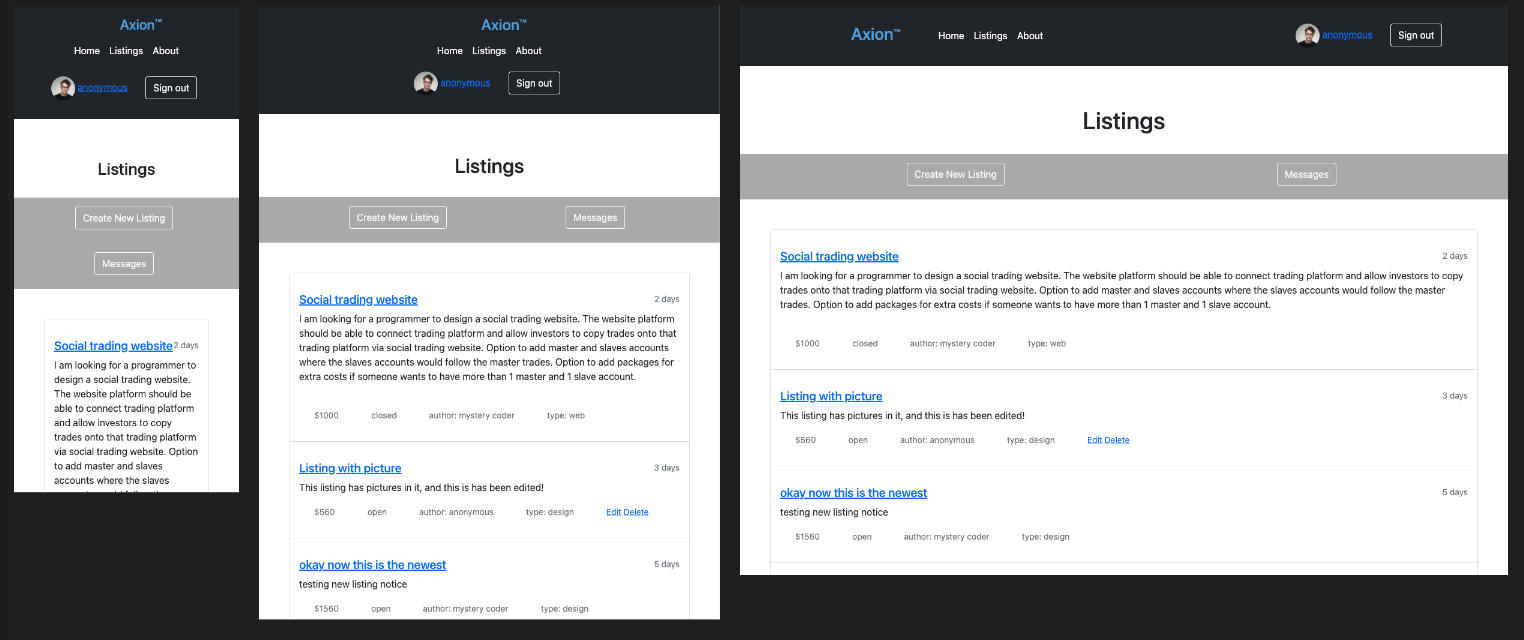 Axion™
Home Listings About
anonymous Sign out
Listings
Create New Listing
Messages
Social trading website 2 days
I am looking for a programmer to
design a social trading website.
The website platform should be
able to connect trading platform
and allow investors to copy
trades onto that trading platform
via social trading website. Option
to add master and slaves
accounts where the slaves
Axion™
Home Listings About
anonymous Sign out
Listings
Create New Listing Messages
Social trading website 2 days
I am looking for a programmer to design a social trading website. The website platform
should be able to connect trading platform and allow investors to copy trades onto that
trading platform via social trading website. Option to add master and slaves accounts
where the slaves accounts would follow the master trades. Option to add packages for
extra costs if someone wants to have more than 1 master and 1 slave account.
$1000 closed author: mystery coder type: web
Listing with picture 3 days
This listing has pictures in it, and this is has been edited!
$560 open author: anonymous type: design Edit Delete
okay now this is the newest 5 days
testing new listing notice
$1560 open author: mystery coder type: design
Axion™ Home Listings About anonymous Sign out
Listings
Create New Listing Messages
Social trading website 2 days
I am looking for a programmer to design a social trading website. The website platform should be able to connect trading platform and allow investors to copy
trades onto that trading platform via social trading website. Option to add master and slaves accounts where the slaves accounts would follow the master
trades. Option to add packages for extra costs if someone wants to have more than 1 master and 1 slave account.
$1000 closed author: mystery coder type: web
Listing with picture 3 days
This listing has pictures in it, and this is has been edited!
$560 open author: anonymous type: design Edit Delete
okay now this is the newest 5 days
testing new listing notice
$1560 open author: mystery coder type: design